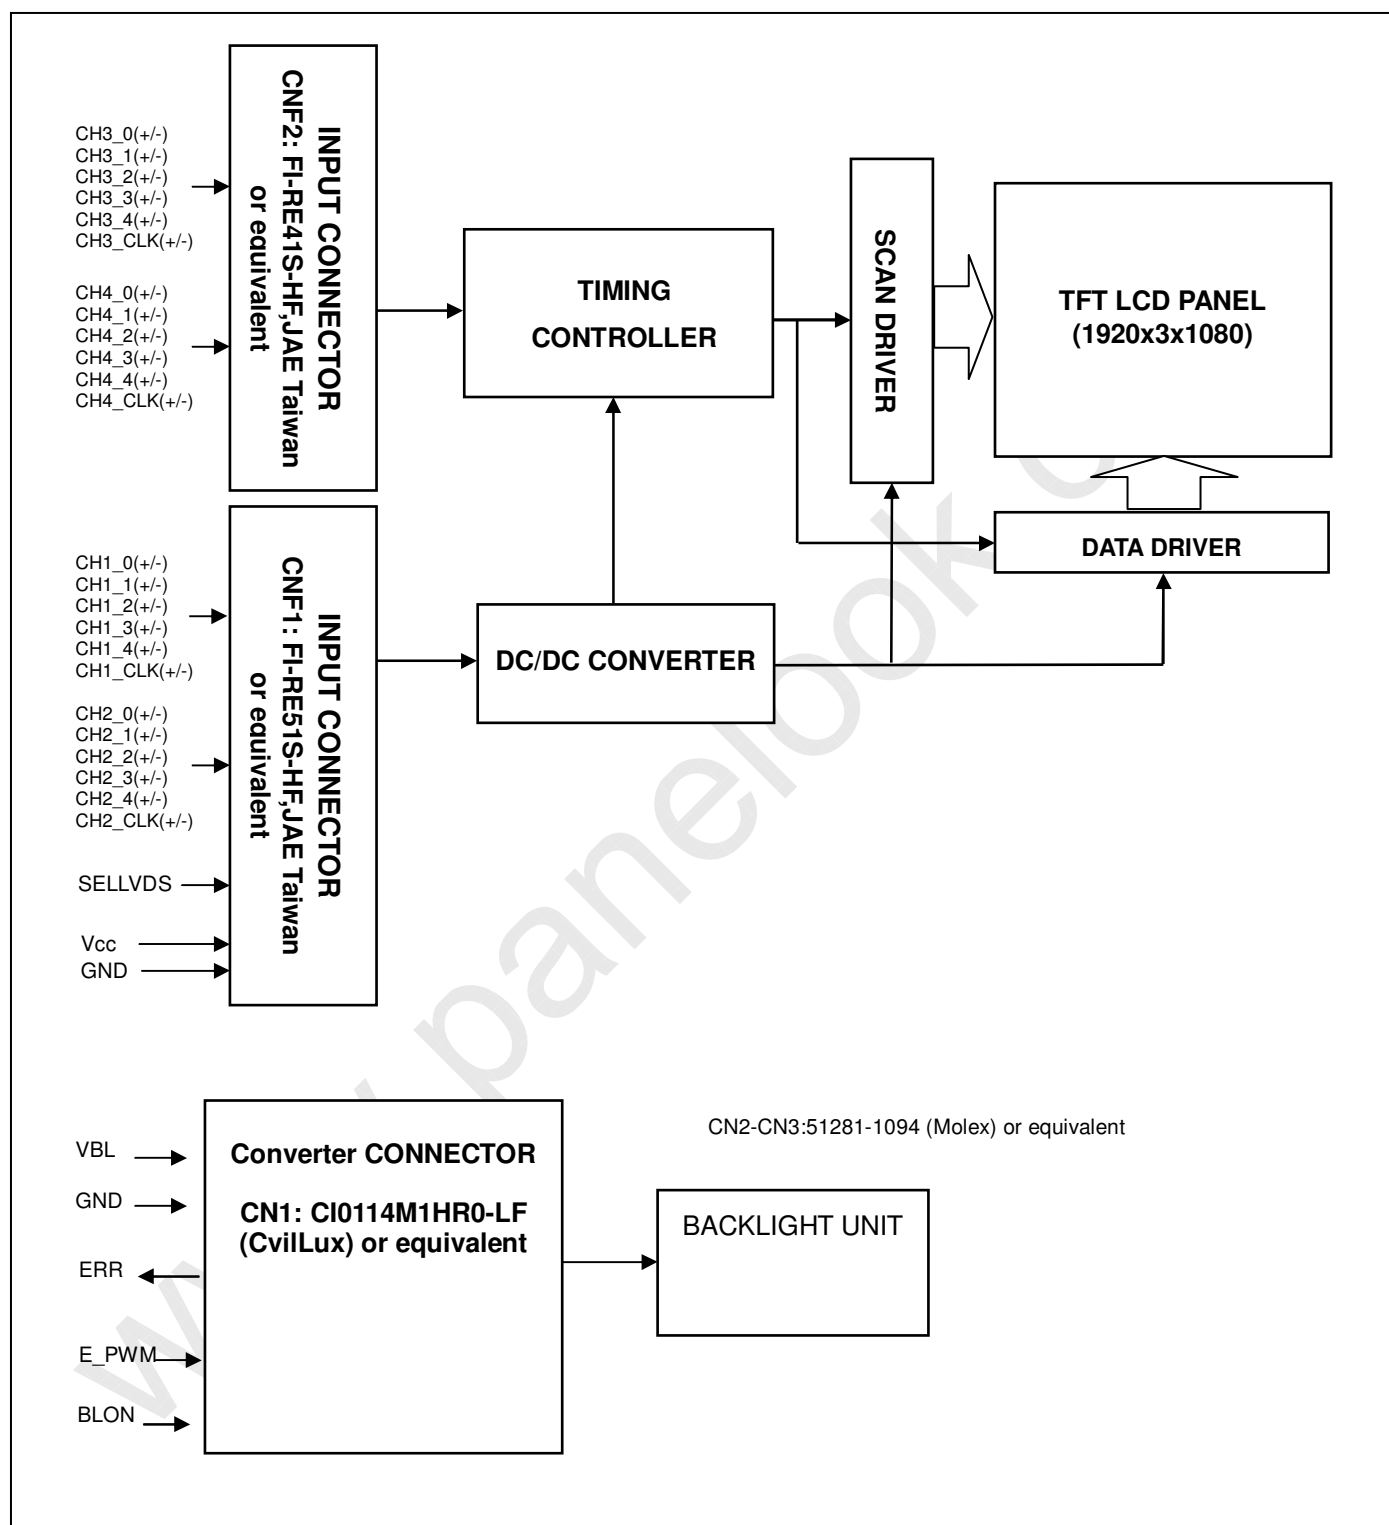 CH3_0(+/-)
CH3_1(+/-)
CH3_2(+/-)
CH3_3(+/-)
CH3_4(+/-)
CH3_CLK(+/-)
CH4_0(+/-)
CH4_1(+/-)
CH4_2(+/-)
CH4_3(+/-)
CH4_4(+/-)
CH4_CLK(+/-)
INPUT CONNECTOR
CNF2: FI-RE41S-HF,JAE Taiwan
or equivalent
TIMING
CONTROLLER
SCAN DRIVER
TFT LCD PANEL
(1920x3x1080)
DATA DRIVER
CH1_0(+/-)
CH1_1(+/-)
CH1_2(+/-)
CH1_3(+/-)
CH1_4(+/-)
CH1_CLK(+/-)
CH2_0(+/-)
CH2_1(+/-)
CH2_2(+/-)
CH2_3(+/-)
CH2_4(+/-)
CH2_CLK(+/-)
SELLVDS
Vcc
GND
INPUT CONNECTOR
CNF1: FI-RE51S-HF,JAE Taiwan
or equivalent
DC/DC CONVERTER
VBL
GND
ERR
E_PWM
BLON
Converter CONNECTOR
CN1: CI0114M1HR0-LF
(CvilLux) or equivalent
CN2-CN3:51281-1094 (Molex) or equivalent
BACKLIGHT UNIT
panelook